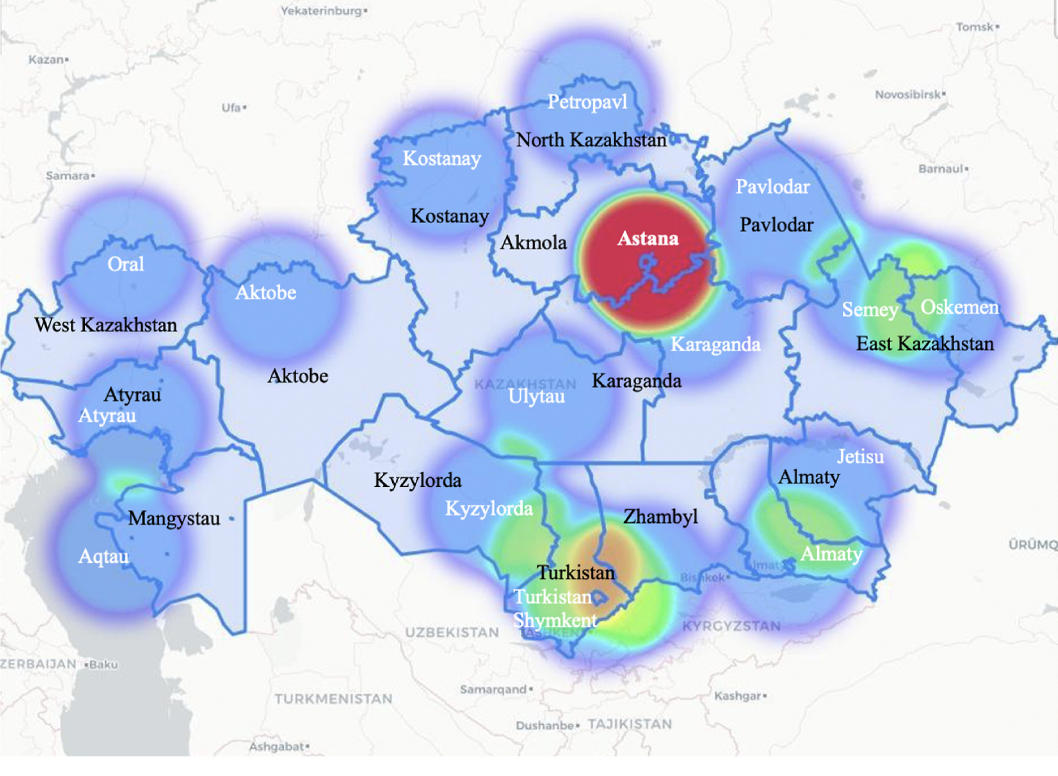 Yekaterinburg
Tomsk
Kazan
Novosibirsk
Ufa
Petropavl
North Kazakhstan
Kostanay
Barnaul
Samara
Pavlodar
Kostanay
Pavlodar
Akmola
Astana
Oral
Aktobe
Semey
Oskemen
West Kazakhstan
Karaganda
East Kazakhstan
Aktobe
KAZAKHSTAN
Karaganda
Atyrau
Ulytau
Atyrau
Jetisu
Almaty
Kyzylorda
Kyzylorda
Zhambyl
Mangystau
ÜRÜMQ
Aqtau
Almaty
Turkistan
Bishkek
Turkistan
Shymkent
UZBEKISTAN
KYRGYZSTAN
ZERBAIJAN
Baku
TURKMENISTAN
Samarqand
Kashgar
Dushanbe
TAJIKISTAN
Ashgabat